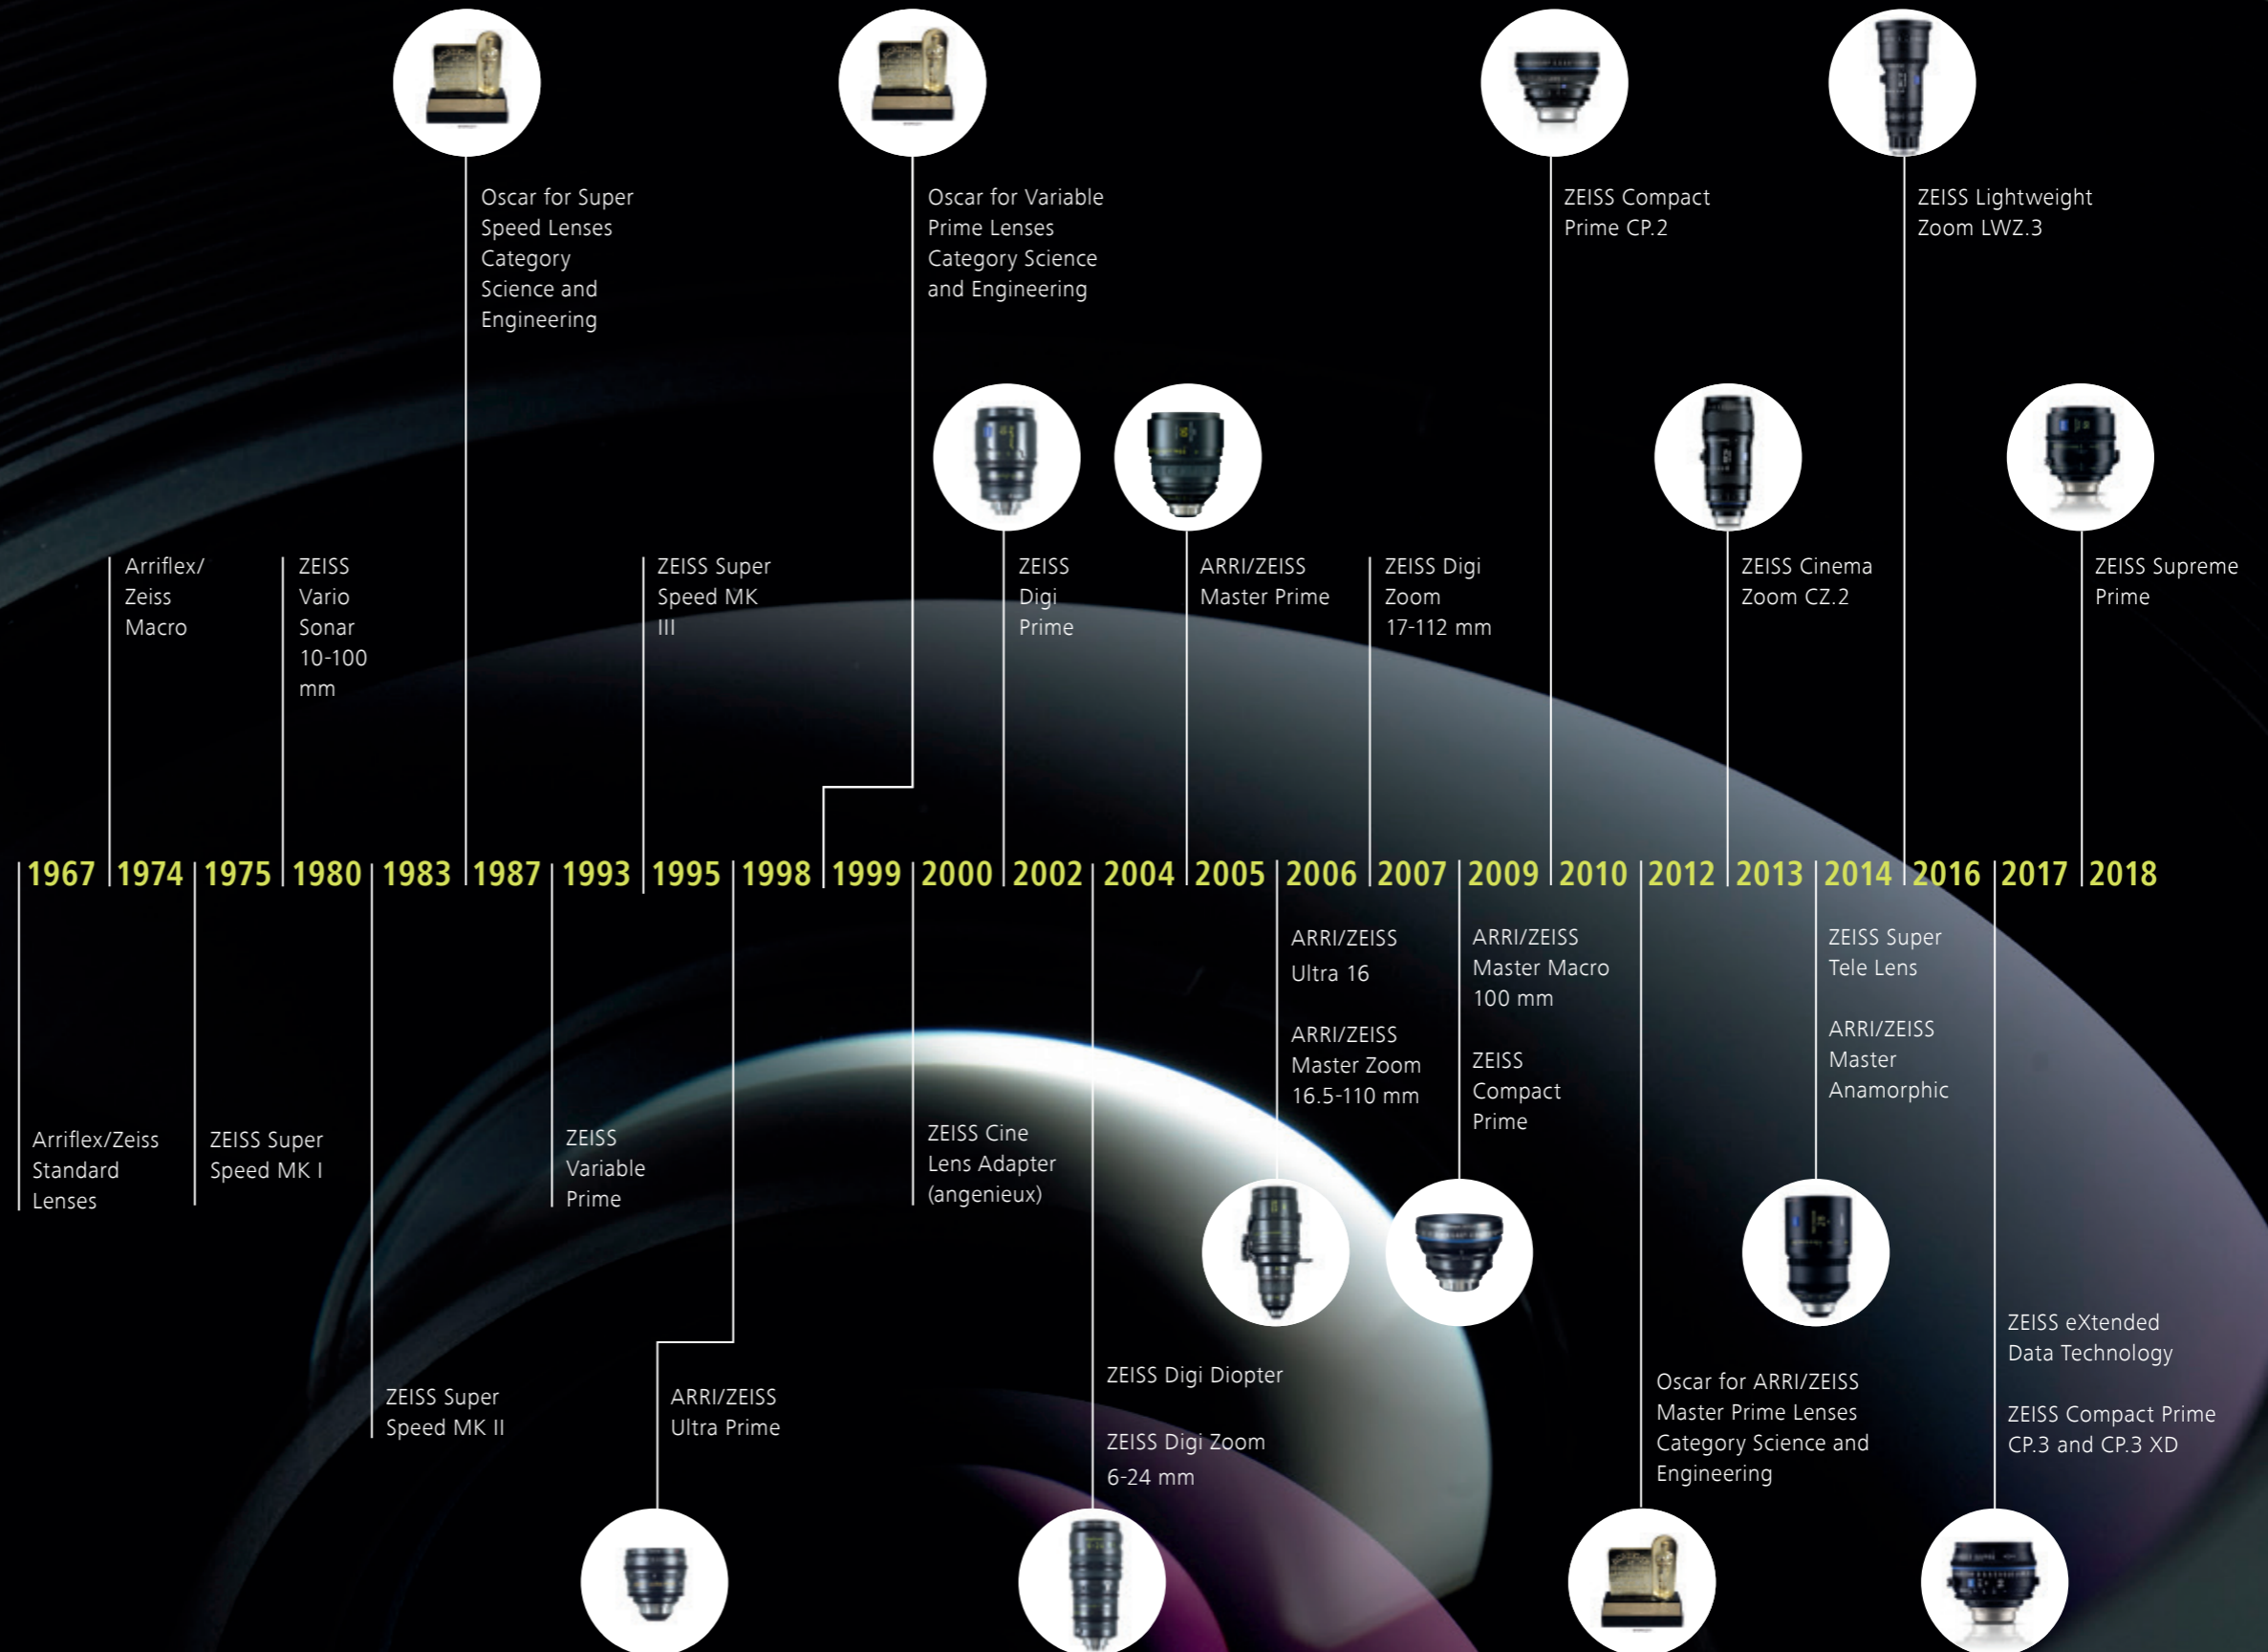 Oscar for Super
Speed Lenses
Category
Science and
Engineering
Oscar for Variable
Prime Lenses
Category Science
and Engineering
ZEISS Compact
Prime CP.2
ZEISS Lightweight
Zoom LWZ.3
Arriflex/
Zeiss
Macro
ZEISS
Vario
Sonar
10-100
mm
ZEISS Super
Speed MK
III
ZEISS
Digi
Prime
ARRI/ZEISS
Master Prime
ZEISS Digi
Zoom
17-112 mm
ZEISS Cinema
Zoom CZ.2
ZEISS Supreme
Prime
1967 1974 1975 1980 1983 1987 1993 1995 1998 1999 2000 2002 2004 2005 2006 2007 2009 2010 2012 2013 2014 2016 2017 2018
Arriflex/Zeiss
Standard
Lenses
ZEISS Super
Speed MK I
ZEISS Super
Speed MK II
ZEISS
Variable
Prime
ARRI/ZEISS
Ultra Prime
ZEISS Cine
Lens Adapter
(angenieux)
ZEISS Digi Diopter
ZEISS Digi Zoom
6-24 mm
ARRI/ZEISS
Ultra 16
ARRI/ZEISS
Master Zoom
16.5-110 mm
ARRI/ZEISS
Master Macro
100 mm
ZEISS
Compact
Prime
Oscar for ARRI/ZEISS
Master Prime Lenses
Category Science and
Engineering
ZEISS Super
Tele Lens
ARRI/ZEISS
Master
Anamorphic
ZEISS eXtended
Data Technology
ZEISS Compact Prime
CP.3 and CP.3 XD